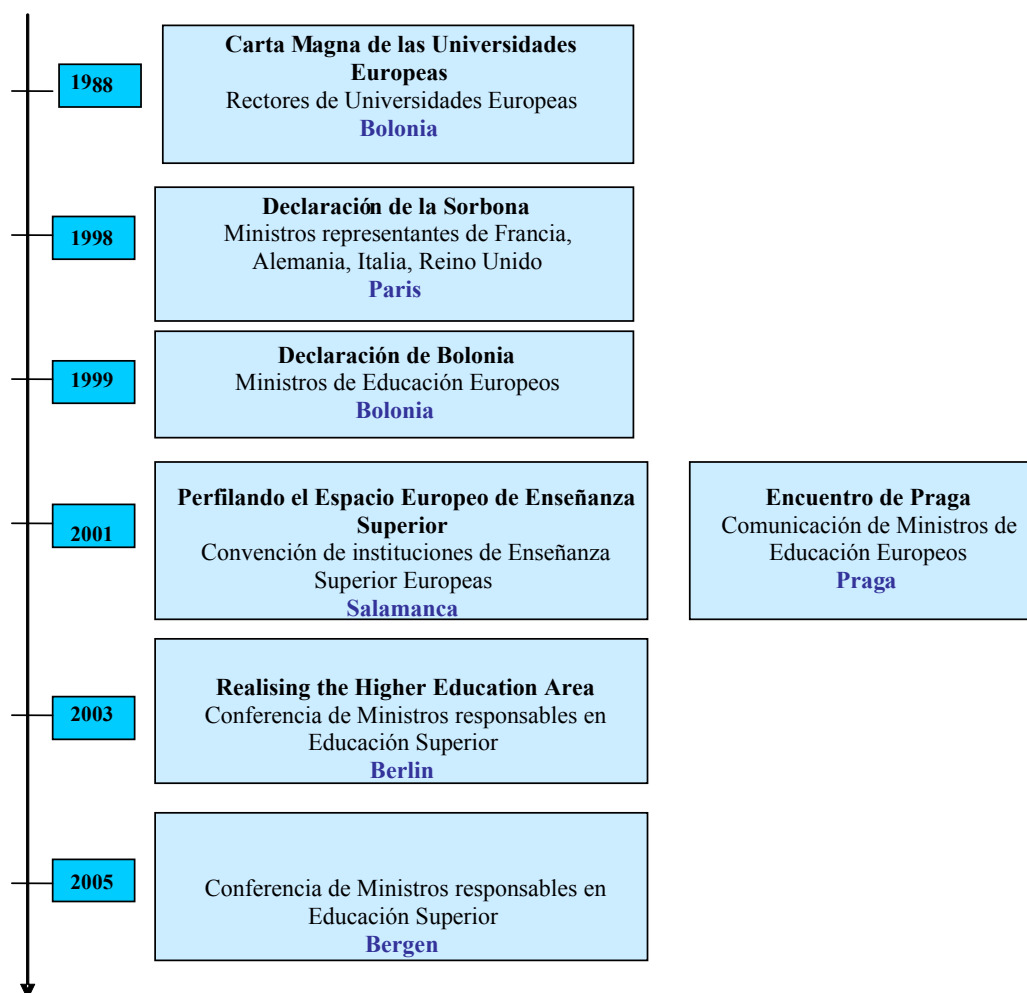 1988
Carta Magna de las Universidades
Europeas
Rectores de Universidades Europeas
Bolonia
1998
Declaración de la Sorbona
Ministros representantes de Francia,
Alemania, Italia, Reino Unido
Paris
1999
Declaración de Bolonia
Ministros de Educación Europeos
Bolonia
2001
Perfilando el Espacio Europeo de Enseñanza
Superior
Convención de instituciones de Enseñanza
Superior Europeas
Salamanca
Encuentro de Praga
Comunicación de Ministros de
Educación Europeos
Praga
2003
Realising the Higher Education Area
Conferencia de Ministros responsables en
Educación Superior
Berlin
2005
Conferencia de Ministros responsables en
Educación Superior
Bergen